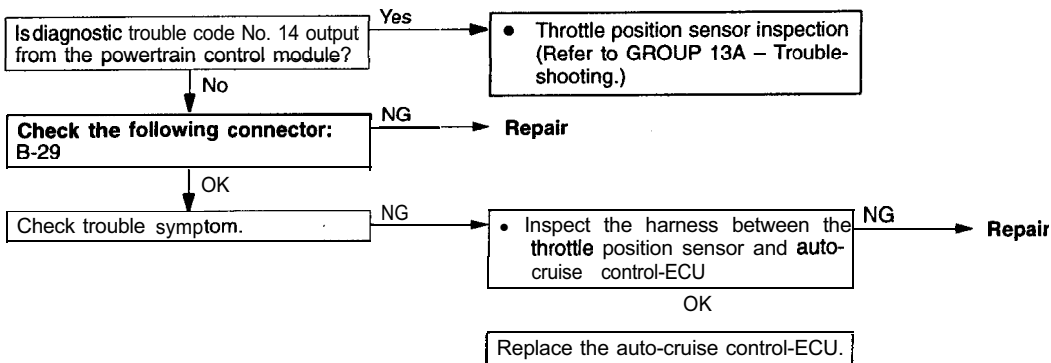 Is diagnostic trouble code No. 14 output
from the powertrain control module?
Yes
• Throttle position sensor inspection
(Refer to GROUP 13A – Trouble-
shooting.)
No
Check the following connector:
B-29
NG
Repair
OK
Check trouble symptom.
NG
• Inspect the harness between the
throttle position sensor and auto-
cruise control-ECU
NG
Repair
OK
Replace the auto-cruise control-ECU.